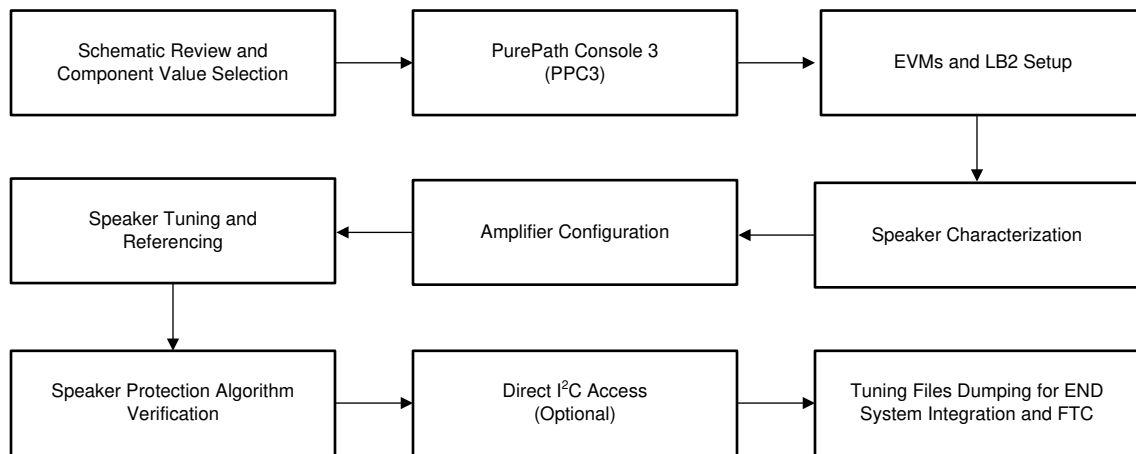 Schematic Review and
Component Value Selection
PurePath Console 3
(PPC3)
EVMs and LB2 Setup
Speaker Tuning and
Referencing
Amplifier Configuration
Speaker Characterization
Speaker Protection Algorithm
Verification
Direct I²C Access
(Optional)
Tuning Files Dumping for END
System Integration and FTC